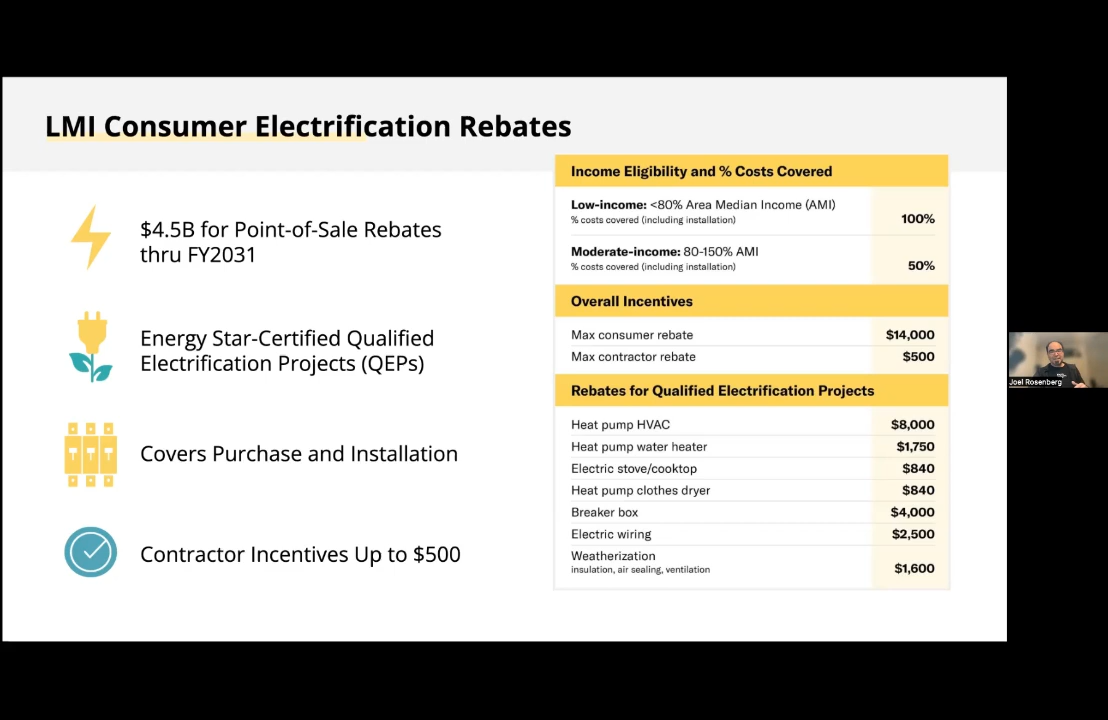 LMI Consumer Electrification Rebates
$4.5B for Point-of-Sale Rebates
thru FY2031
Energy Star-Certified Qualified
Electrification Projects (QEPs)
Covers Purchase and Installation
Contractor Incentives Up to $500
Income Eligibility and % Costs Covered
Low-income: <80% Area Median Income (AMI)
% costs covered (including installation)
100%
Moderate-income: 80-150% AMI
% costs covered (including installation)
50%
Overall Incentives
Max consumer rebate $14,000
Max contractor rebate $500
Rebates for Qualified Electrification Projects
Heat pump HVAC $8,000
Heat pump water heater $1,750
Electric stove/cooktop $840
Heat pump clothes dryer $840
Breaker box $4,000
Electric wiring $2,500
Weatherization
insulation, air sealing, ventilation $1,600
Joel Rosenberg